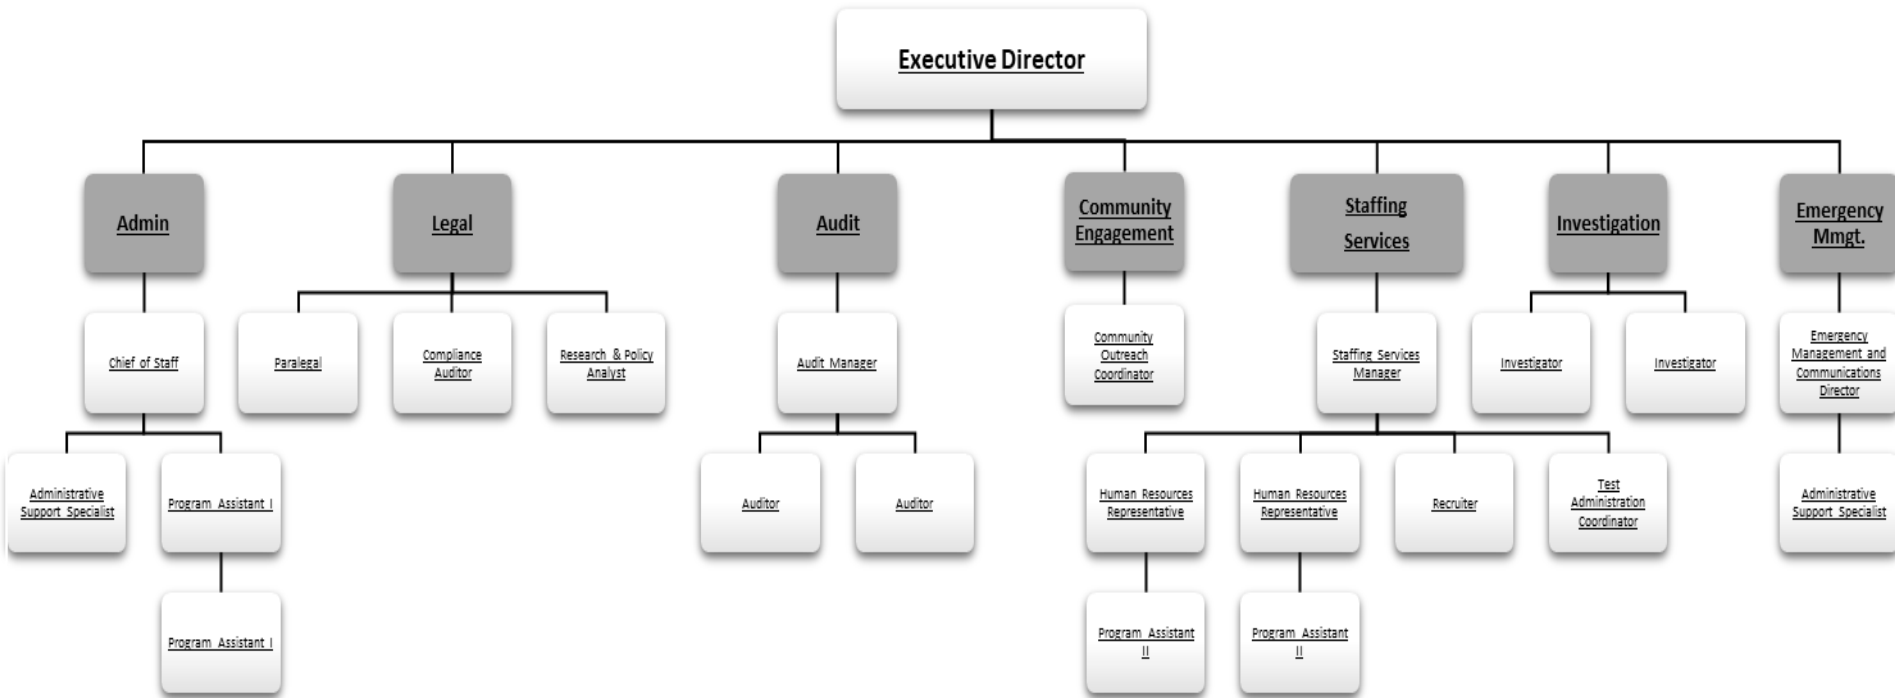 Executive Director
Admin
Legal
Audit
Community
Engagement
Staffing
Services
Investigation
Emergency
Mmgt.
Chief of Staff
Paralegal
Compliance
Auditor
Research & Policy
Analyst
Audit Manager
Community
Outreach
Coordinator
Staffing Services
Manager
Investigator
Investigator
Emergency
Management and
Communications
Director
Administrative
Support Specialist
Program Assistant I
Auditor
Auditor
Human Resources
Representative
Human Resources
Representative
Recruiter
Test
Administration
Coordinator
Administrative
Support Specialist
Program Assistant I
Program Assistant
II
Program Assistant
II